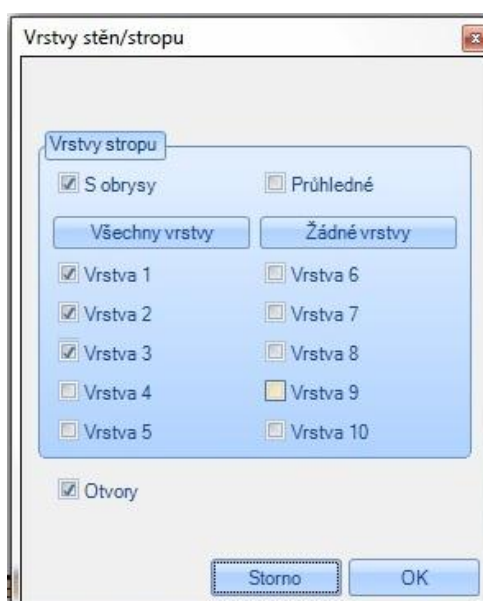 Vrstvy stěn/stropu
Vrstvy stropu
S obrysy Průhledné
Všechny vrstvy Žádné vrstvy
Vrstva 1 Vrstva 6
Vrstva 2 Vrstva 7
Vrstva 3 Vrstva 8
Vrstva 4 Vrstva 9
Vrstva 5 Vrstva 10
Otvory
Storno OK